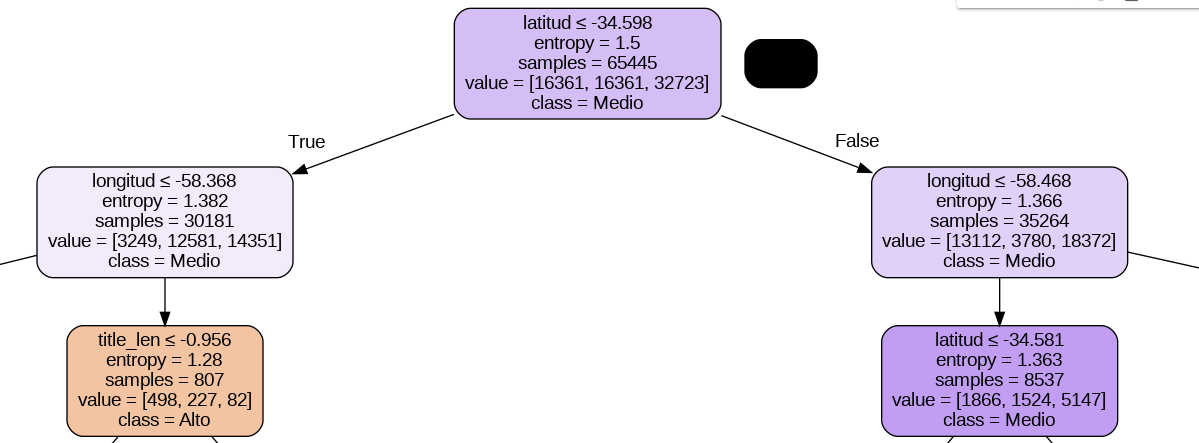 latitud ≤ -34.598
entropy = 1.5
samples = 65445
value = [16361, 16361, 32723]
class = Medio
True
False
longitud ≤ -58.368
entropy = 1.382
samples = 30181
value = [3249, 12581, 14351]
class = Medio
longitud ≤ -58.468
entropy = 1.366
samples = 35264
value = [13112, 3780, 18372]
class = Medio
title_len ≤ -0.956
entropy = 1.28
samples = 807
value = [498, 227, 82]
class = Alto
latitud ≤ -34.581
entropy = 1.363
samples = 8537
value = [1866, 1524, 5147]
class = Medio